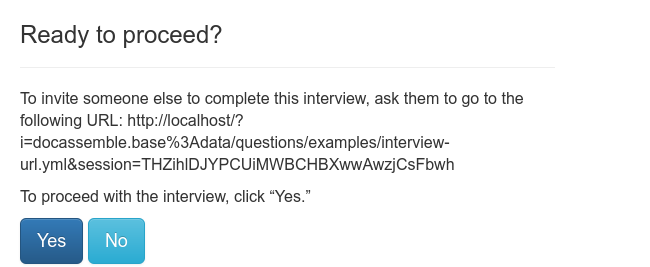 Ready to proceed?
To invite someone else to complete this interview, ask them to go to the
following URL: http://localhost/?
i=docassemble.base%3Adata/questions/examples/interview-
url.yml&session=THZihlDJYPCUiMWBCHBXwwAwzjCsFbwh
To proceed with the interview, click “Yes.”
Yes No